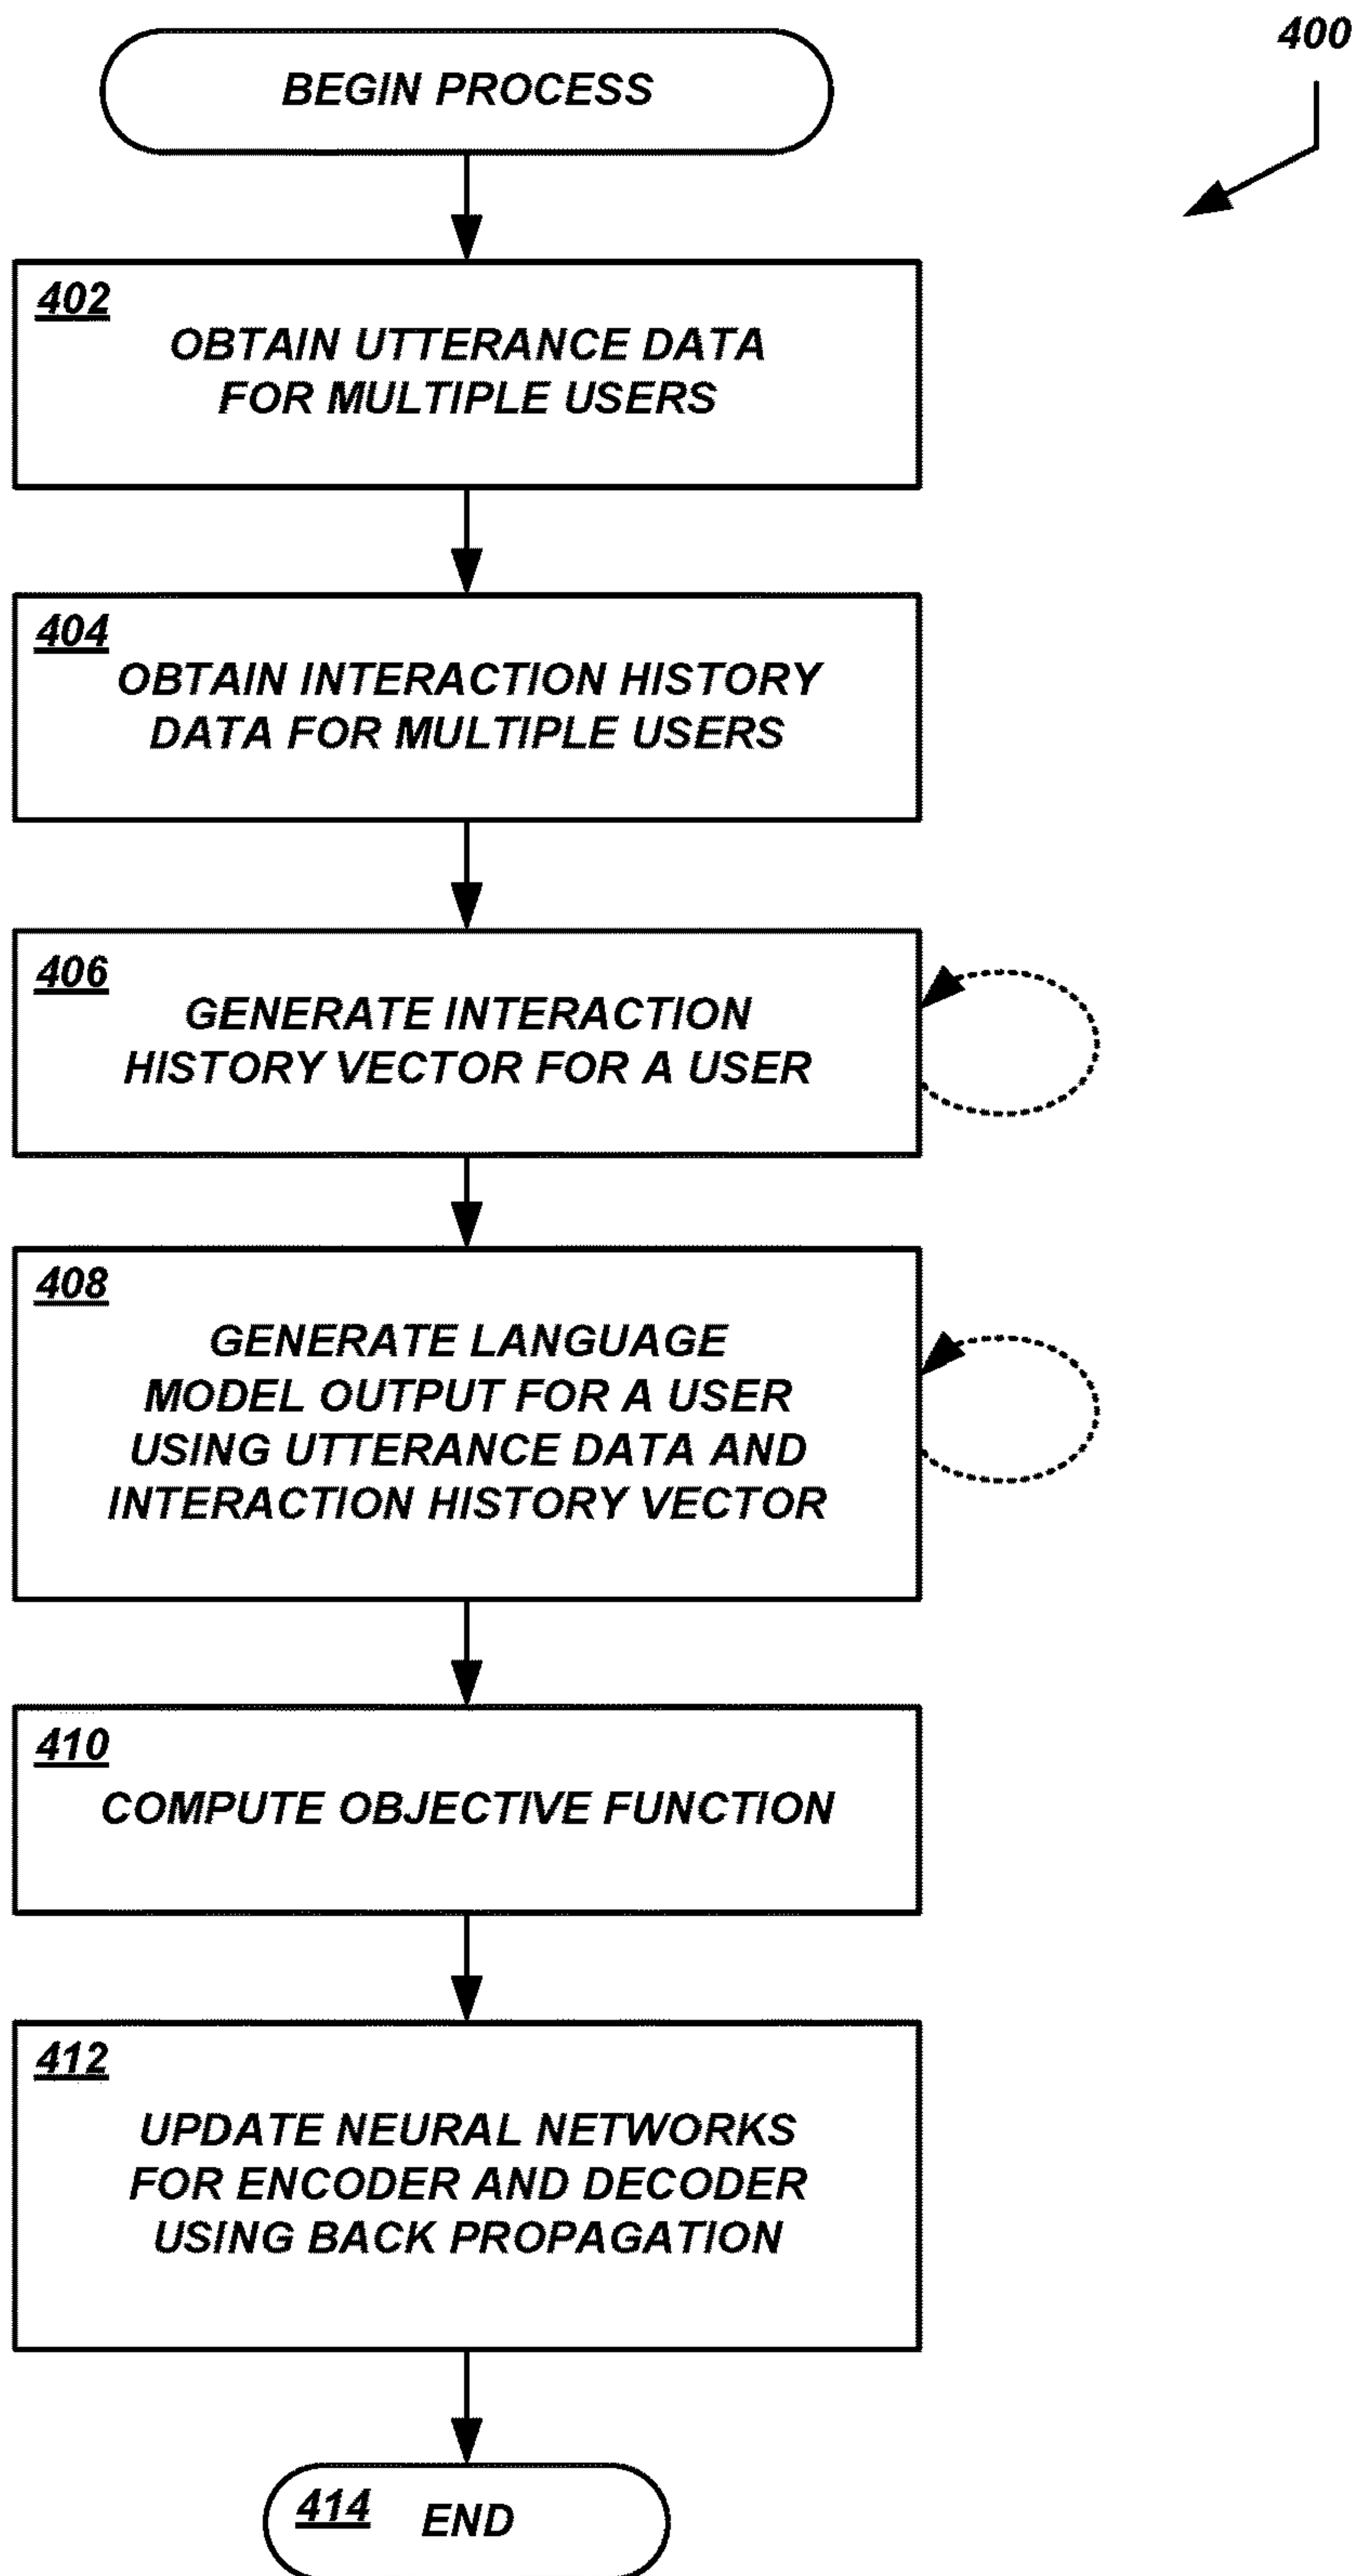 400
BEGIN PROCESS
402
OBTAIN UTTERANCE DATA
FOR MULTIPLE USERS
404
OBTAIN INTERACTION HISTORY
DATA FOR MULTIPLE USERS
406
GENERATE INTERACTION
HISTORY VECTOR FOR A USER
408
GENERATE LANGUAGE
MODEL OUTPUT FOR A USER
USING UTTERANCE DATA AND
INTERACTION HISTORY VECTOR
410
COMPUTE OBJECTIVE FUNCTION
412
UPDATE NEURAL NETWORKS
FOR ENCODER AND DECODER
USING BACK PROPAGATION
414 END